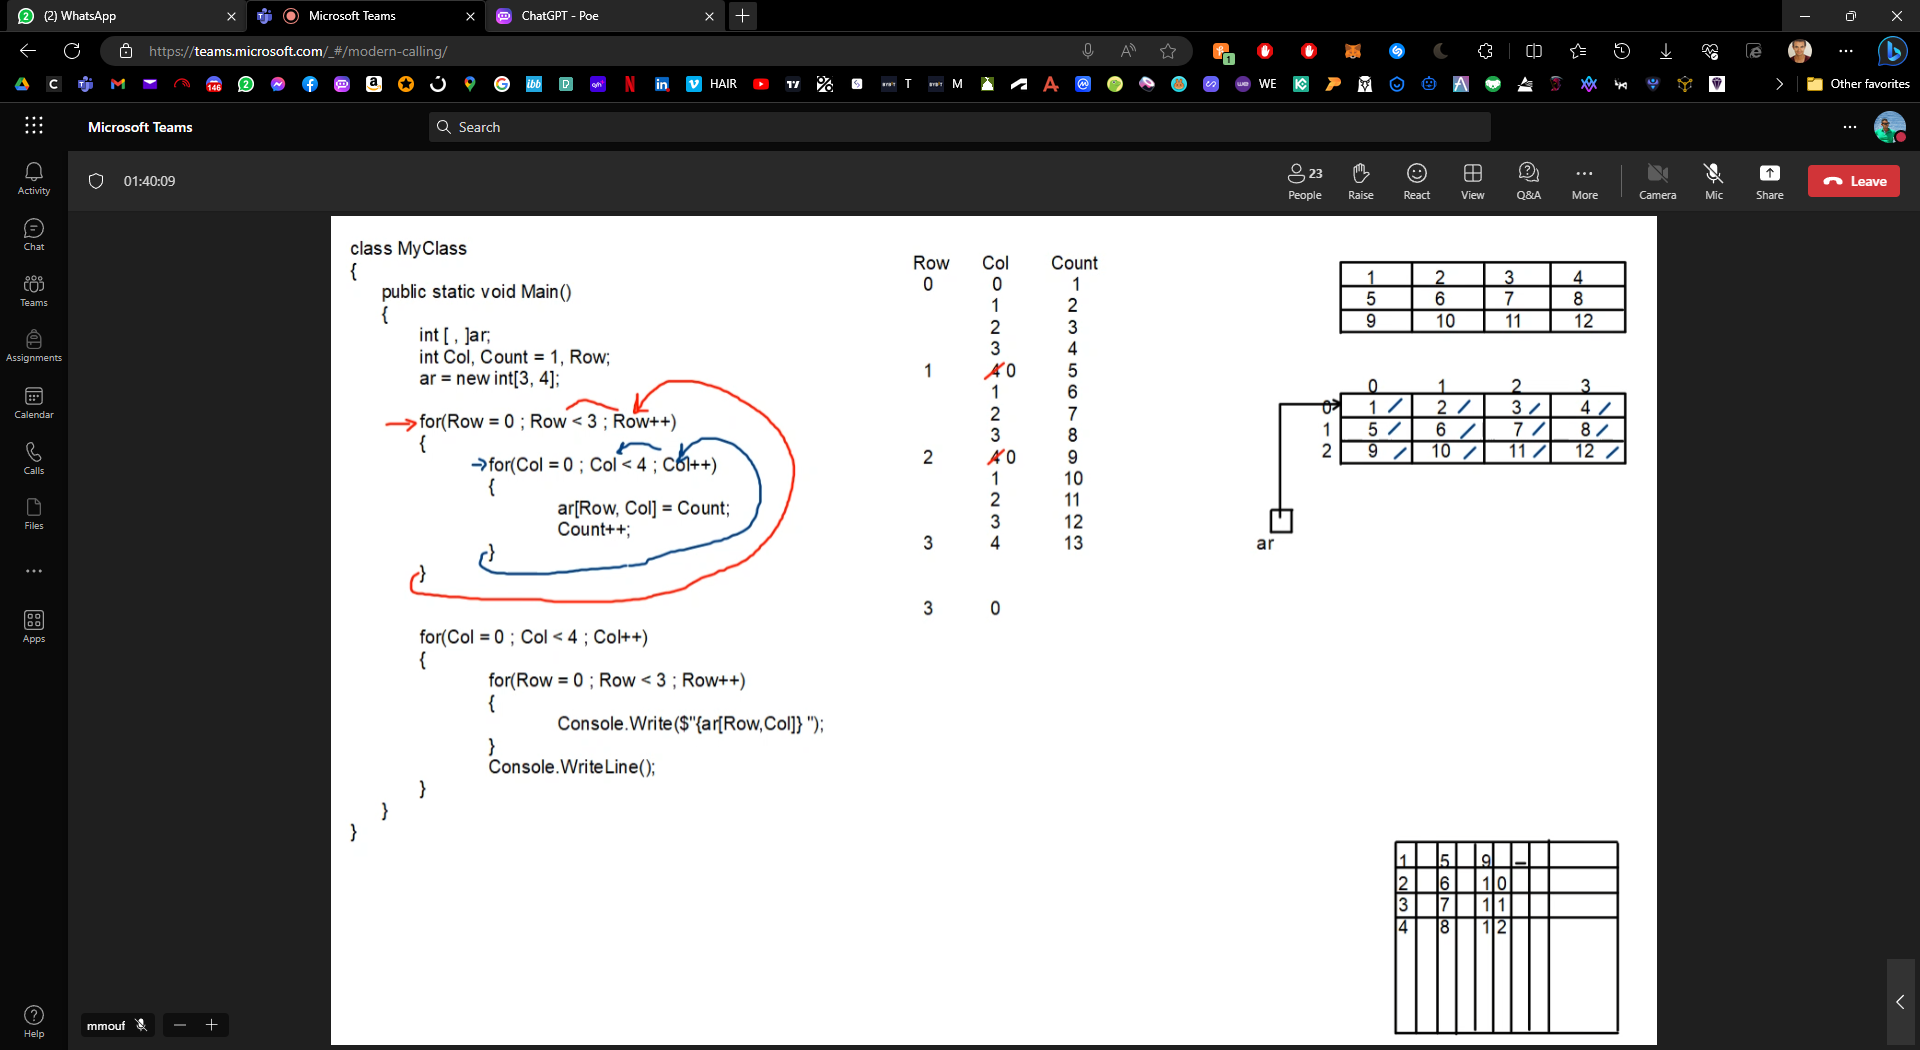 (2) WhatsApp
Microsoft Teams
ChatGPT - Poe
https://teams.microsoft.com/_#/modern-calling/
1
146
ibb
HAIR
T
M
WE
Other favorites
Microsoft Teams
Search
01:40:09
23
People
Raise
React
View
Q&A
More
Camera
Mic
Share
Leave
Activity
Chat
Teams
Assignments
Calendar
Calls
Files
Apps
Help
class MyClass
{
public static void Main()
{
int [ , ]ar;
int Col, Count = 1, Row;
ar = new int[3, 4];
for(Row = 0 ; Row < 3 ; Row++)
{
for(Col = 0 ; Col < 4 ; Col++)
{
ar[Row, Col] = Count;
Count++;
}
}
for(Col = 0 ; Col < 4 ; Col++)
{
for(Row = 0 ; Row < 3 ; Row++)
{
Console.Write($"{ar[Row,Col]} ");
}
Console.WriteLine();
}
}
}
Row Col Count
0 0 1
1 2
2 3
3 4
1 4 0 5
1 6
2 7
3 8
2 4 0 9
1 10
2 11
3 12
3 4 13
3 0
1 2 3 4
5 6 7 8
9 10 11 12
0 1 2 3
0 1 2 3 4
1 5 6 7 8
2 9 10 11 12
ar
1 5 9 _
2 6 1 0
3 7 1 1
4 8 1 2
mmouf